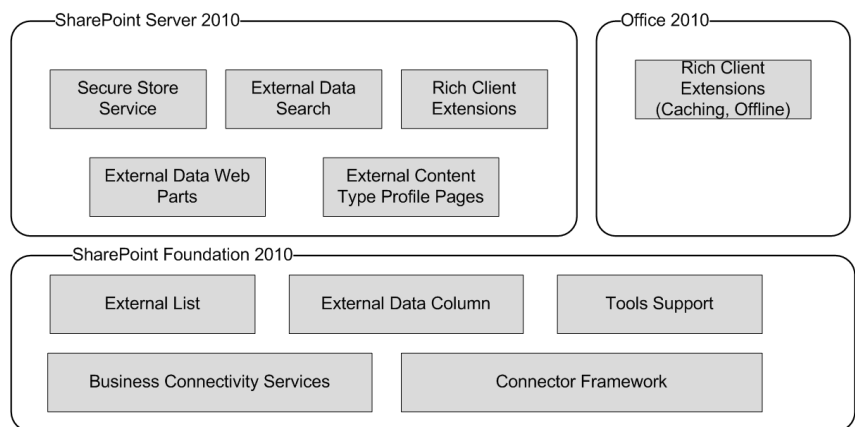 SharePoint Server 2010
Secure Store
Service
External Data
Search
Rich Client
Extensions
External Data Web
Parts
External Content
Type Profile Pages
Office 2010
Rich Client
Extensions
(Caching, Offline)
SharePoint Foundation 2010
External List
External Data Column
Tools Support
Business Connectivity Services
Connector Framework